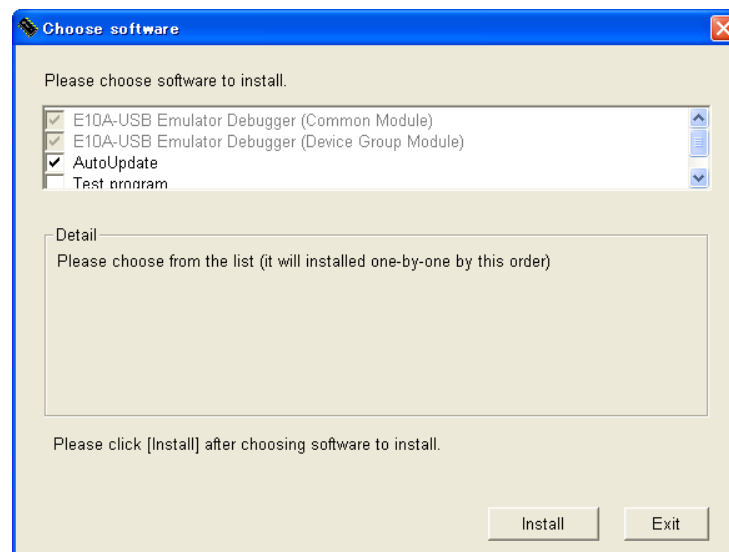 Choose software
Please choose software to install.
E10A-USB Emulator Debugger (Common Module)
E10A-USB Emulator Debugger (Device Group Module)
AutoUpdate
Test program
Detail
Please choose from the list (it will installed one-by-one by this order)
Please click [Install] after choosing software to install.
Install
Exit